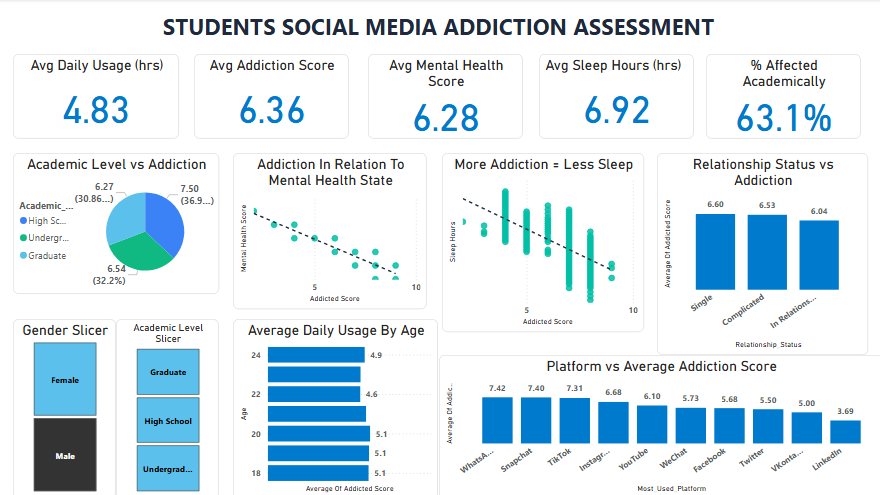 STUDENTS SOCIAL MEDIA ADDICTION ASSESSMENT
Avg Daily Usage (hrs)
4.83
Avg Addiction Score
6.36
Avg Mental Health
Score
6.28
Avg Sleep Hours (hrs)
6.92
% Affected
Academically
63.1%
Academic Level vs Addiction
Academic_...
High Sc...
Undergr...
Graduate
6.27
(30.86...)
7.50
(36.9...)
6.54
(32.2%)
Addiction In Relation To
Mental Health State
Mental Health Score
5
10
Addicted Score
More Addiction = Less Sleep
Sleep Hours
5
10
Addicted Score
Relationship Status vs
Addiction
Average Of Addicted Score
6.60
6.53
6.04
Single
Complicated
In Relations...
Relationship_Status
Gender Slicer
Female
Male
Academic Level
Slicer
Graduate
High School
Undergrad...
Average Daily Usage By Age
Age
24
4.9
22
4.6
20
5.1
5.1
18
5.1
Average Of Addicted Score
Platform vs Average Addiction Score
Average Of Addic...
7.42
7.40
7.31
6.68
6.10
5.73
5.68
5.50
5.00
3.69
WhatsA...
Snapchat
TikTok
Instagr...
YouTube
WeChat
Facebook
Twitter
VKonta...
LinkedIn
Most_Used_Platform